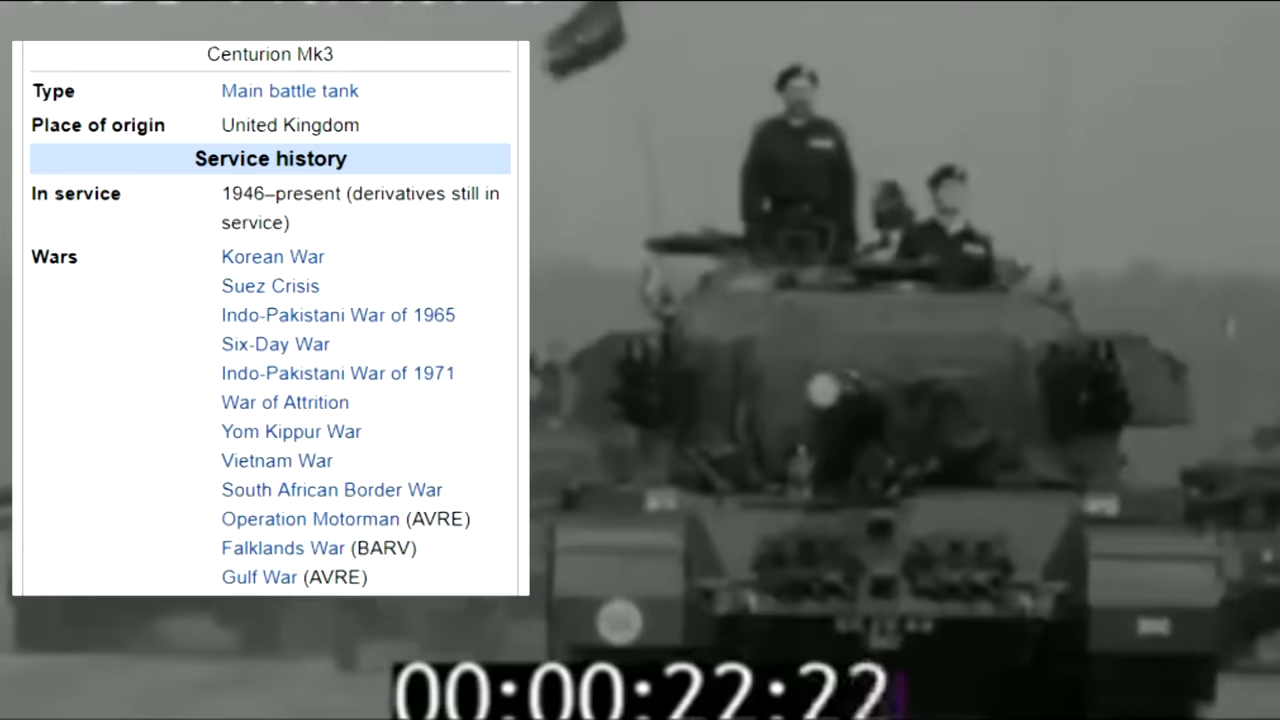 Centurion Mk3
Type Main battle tank
Place of origin United Kingdom
Service history
In service 1946–present (derivatives still in
service)
Wars Korean War
Suez Crisis
Indo-Pakistani War of 1965
Six-Day War
Indo-Pakistani War of 1971
War of Attrition
Yom Kippur War
Vietnam War
South African Border War
Operation Motorman (AVRE)
Falklands War (BARV)
Gulf War (AVRE)
00:00:22:22